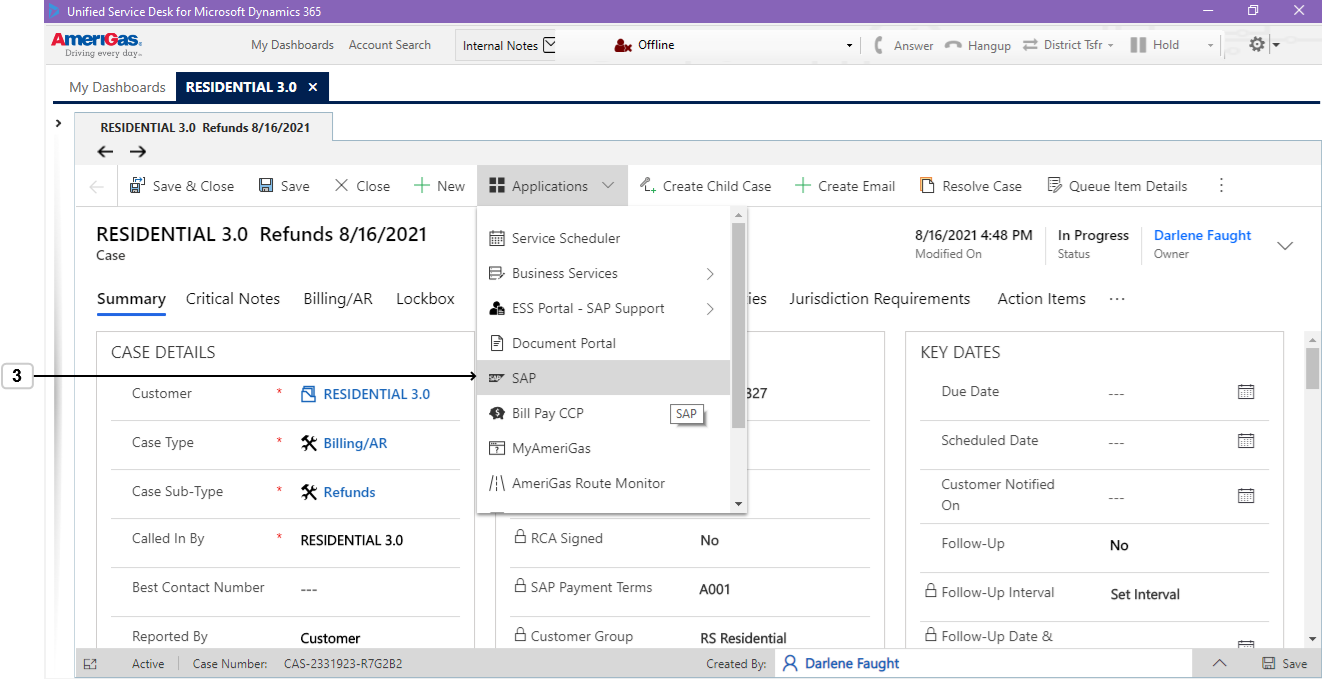 Unified Service Desk for Microsoft Dynamics 365
AmeriGas
Driving every day...
My Dashboards Account Search Internal Notes Offline Answer Hangup District Tsfr Hold
My Dashboards RESIDENTIAL 3.0 ×
RESIDENTIAL 3.0 Refunds 8/16/2021
Save & Close Save Close New Applications Create Child Case Create Email Resolve Case Queue Item Details
RESIDENTIAL 3.0 Refunds 8/16/2021
Case
8/16/2021 4:48 PM
Modified On
In Progress
Status
Darlene Faught
Owner
Summary Critical Notes Billing/AR Lockbox ies Jurisdiction Requirements Action Items ...
Service Scheduler
Business Services
ESS Portal - SAP Support
Document Portal
SAP
Bill Pay CCP
SAP
MyAmeriGas
AmeriGas Route Monitor
3
CASE DETAILS
Customer * RESIDENTIAL 3.0
Case Type * Billing/AR
Case Sub-Type * Refunds
Called In By * RESIDENTIAL 3.0
Best Contact Number ---
Reported By Customer
327
RCA Signed No
SAP Payment Terms A001
Customer Group RS Residential
KEY DATES
Due Date ---
Scheduled Date ---
Customer Notified
On ---
Follow-Up No
Follow-Up Interval Set Interval
Follow-Up Date &
Active Case Number: CAS-2331923-R7G2B2 Created By: Darlene Faught Save